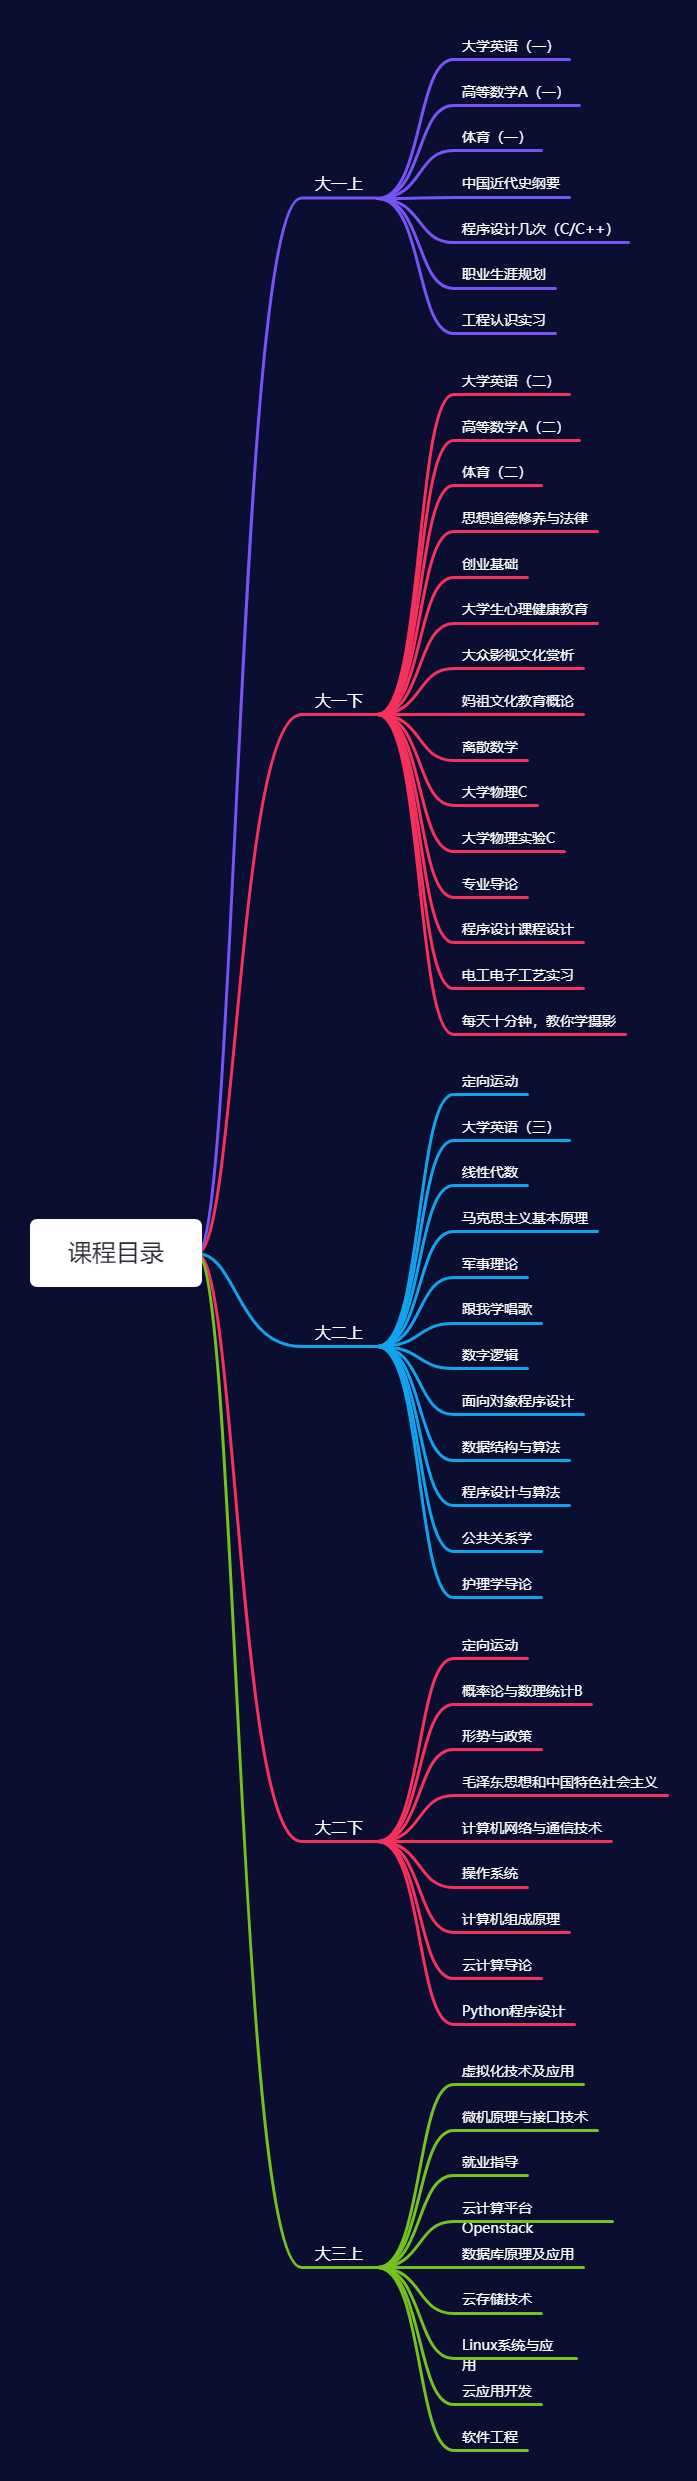 课程目录
大一上
大学英语（一）
高等数学A（一）
体育（一）
中国近代史纲要
程序设计几次（C/C++）
职业生涯规划
工程认识实习
大一下
大学英语（二）
高等数学A（二）
体育（二）
思想道德修养与法律
创业基础
大学生心理健康教育
大众影视文化赏析
妈祖文化教育概论
离散数学
大学物理C
大学物理实验C
专业导论
程序设计课程设计
电工电子工艺实习
每天十分钟，教你学摄影
大二上
定向运动
大学英语（三）
线性代数
马克思主义基本原理
军事理论
跟我学唱歌
数字逻辑
面向对象程序设计
数据结构与算法
程序设计与算法
公共关系学
护理学导论
大二下
定向运动
概率论与数理统计B
形势与政策
毛泽东思想和中国特色社会主义
计算机网络与通信技术
操作系统
计算机组成原理
云计算导论
Python程序设计
大三上
虚拟化技术及应用
微机原理与接口技术
就业指导
云计算平台
Openstack
数据库原理及应用
云存储技术
Linux系统与应
用
云应用开发
软件工程